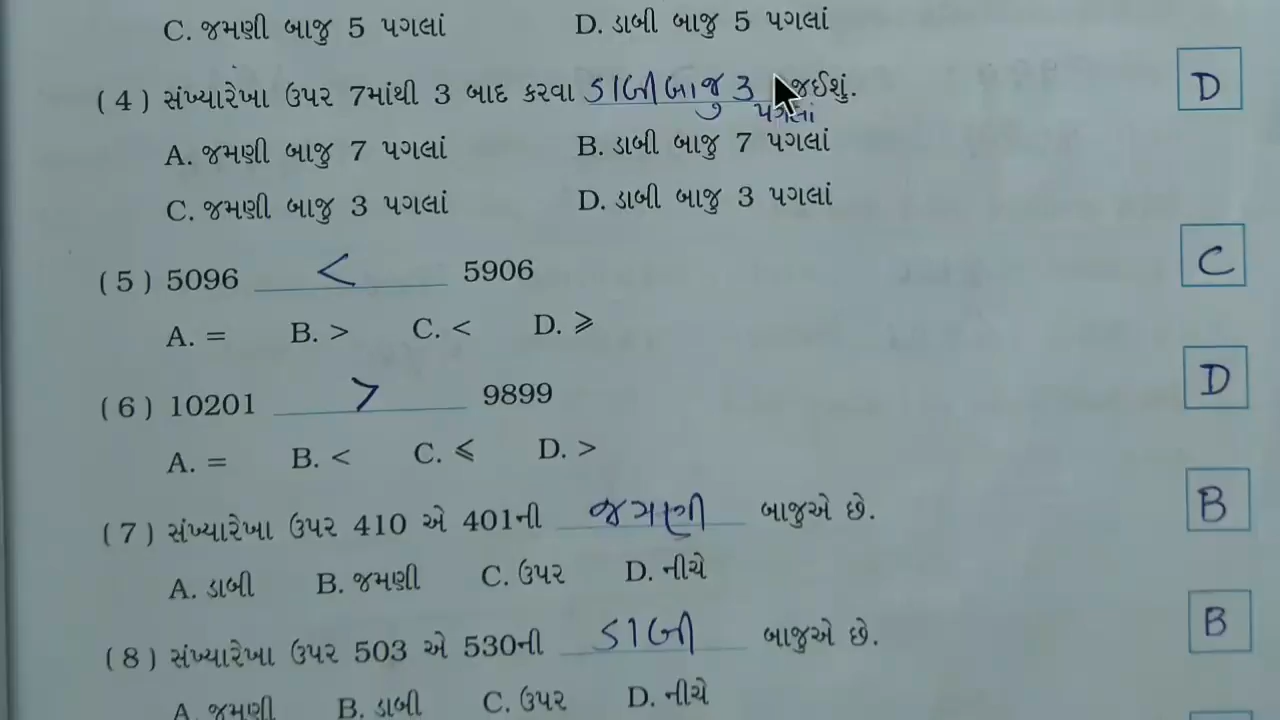 C. જમણી બાજુ 5 પગલાં D. ડાબી બાજુ 5 પગલાં
(4) સંખ્યારેખા ઉપર 7માંથી 3 બાદ કરવા ડાબી બાજુ 3 પગલાં જઈશું. D
A. જમણી બાજુ 7 પગલાં B. ડાબી બાજુ 7 પગલાં
C. જમણી બાજુ 3 પગલાં D. ડાબી બાજુ 3 પગલાં
(5) 5096 < 5906 C
A. = B. > C. < D. ⩾
(6) 10201 > 9899 D
A. = B. < C. ⩽ D. >
(7) સંખ્યારેખા ઉપર 410 એ 401ની જમણી બાજુએ છે. B
A. ડાબી B. જમણી C. ઉપર D. નીચે
(8) સંખ્યારેખા ઉપર 503 એ 530ની ડાબી બાજુએ છે. B
A. જમણી B. ડાબી C. ઉપર D. નીચે